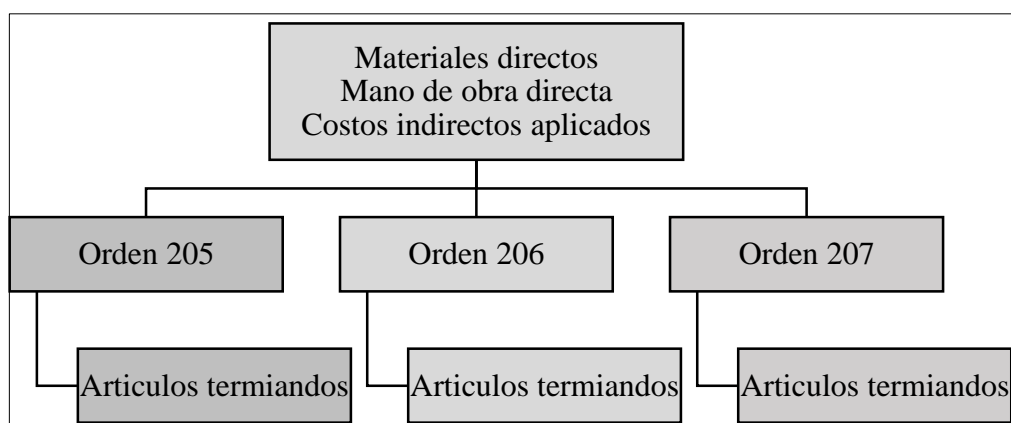 Materiales directos
Mano de obra directa
Costos indirectos aplicados
Orden 205
Orden 206
Orden 207
Articulos termiandos
Articulos termiandos
Articulos termiandos